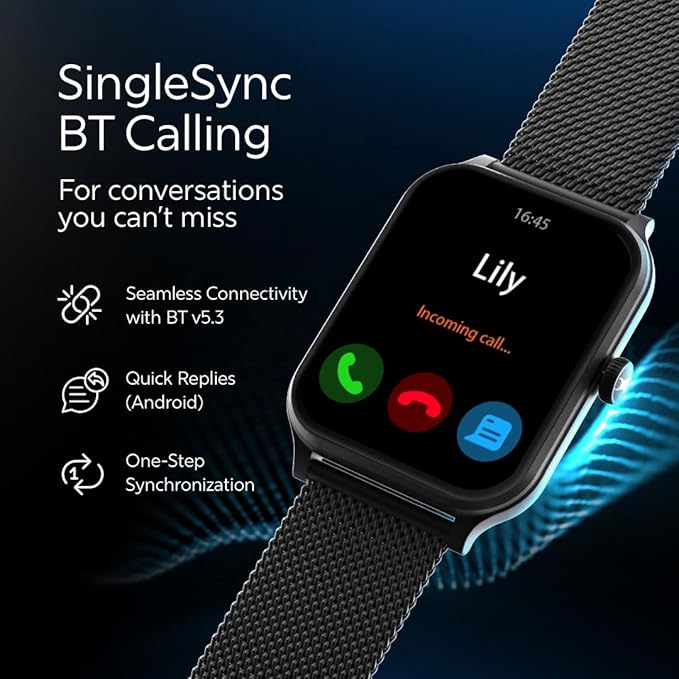 SingleSync
BT Calling
For conversations
you can't miss
Seamless Connectivity
with BT v5.3
Quick Replies
(Android)
1
One-Step
Synchronization
16:45
Lily
Incoming call...